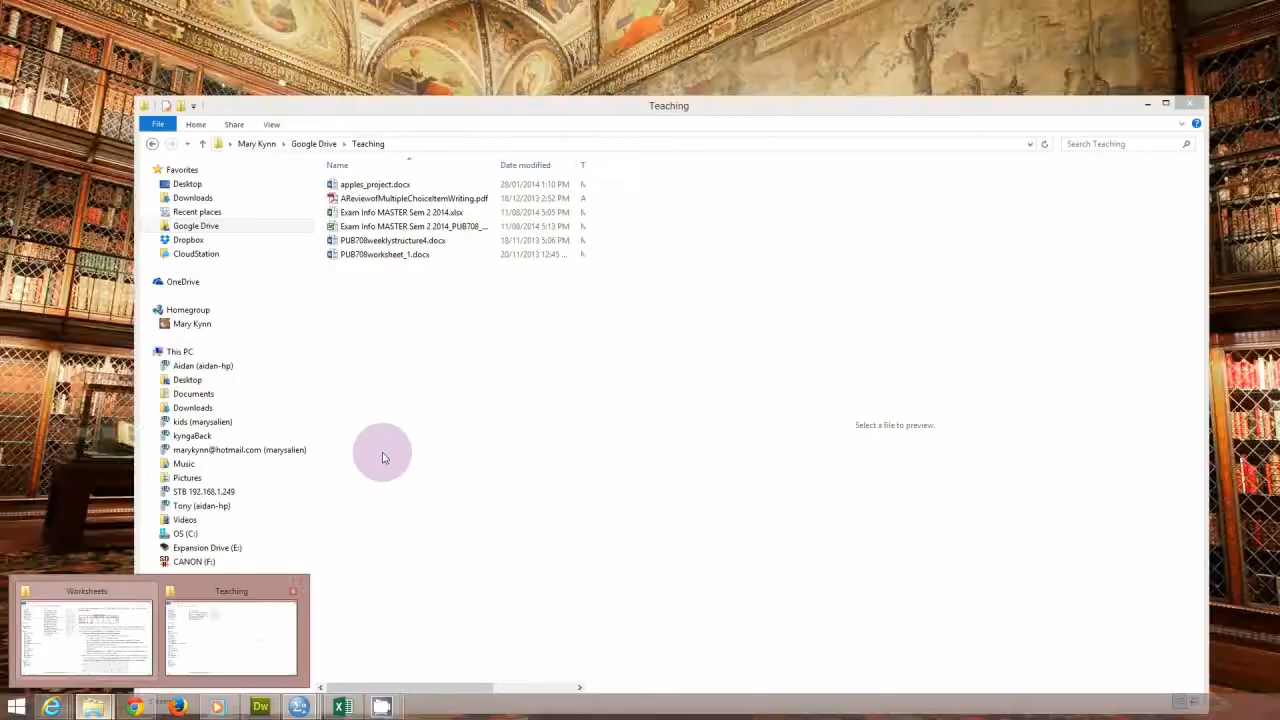 Teaching
File Home Share View
Mary Kynn Google Drive Teaching Search Teaching
Name Date modified T
Favorites
Desktop
Downloads
Recent places
Google Drive
Dropbox
CloudStation
OneDrive
Homegroup
Mary Kynn
This PC
Aidan (aidan-hp)
Desktop
Documents
Downloads
kids (marysalien)
kyngaBack
marykynn@hotmail.com (marysalien)
Music
Pictures
STB 192.168.1.249
Tony (aidan-hp)
Videos
OS (C:)
Expansion Drive (E:)
CANON (F:)
apples_project.docx 28/01/2014 1:10 PM
AReviewofMultipleChoiceItemWriting.pdf 18/12/2013 2:52 PM
Exam Info MASTER Sem 2 2014.xlsx 11/08/2014 5:05 PM
Exam Info MASTER Sem 2 2014_PUB708_... 11/08/2014 5:13 PM
PUB708weeklystructure4.docx 18/11/2013 5:06 PM
PUB708worksheet_1.docx 20/11/2013 12:45 ...
Select a file to preview.
Worksheets Teaching
Dw